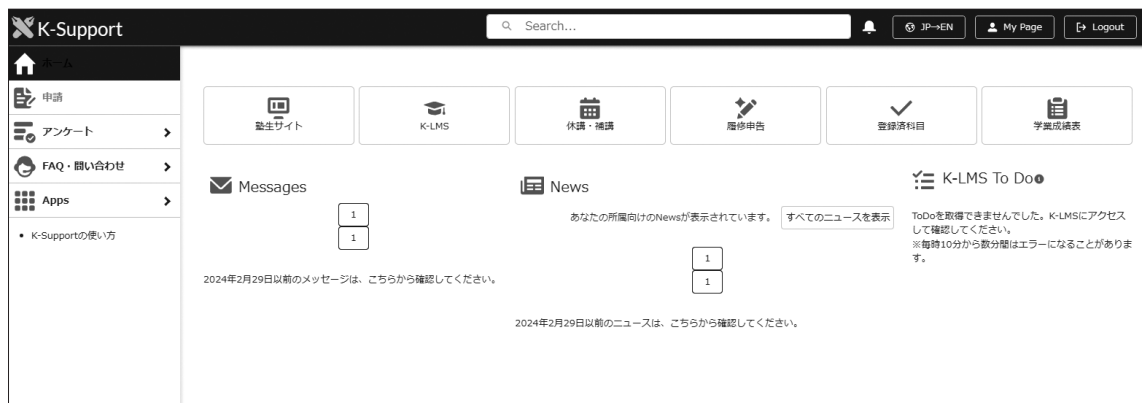 K-Support
Search...
JP→EN
My Page
Logout
ホーム
申請
アンケート
FAQ・問い合わせ
Apps
K-Supportの使い方
塾生サイト
K-LMS
休講・補講
履修申告
登録済科目
学業成績表
Messages
1
1
2024年2月29日以前のメッセージは、こちらから確認してください。
News
あなたの所属向けのNewsが表示されています。
すべてのニュースを表示
1
1
2024年2月29日以前のニュースは、こちらから確認してください。
K-LMS To Do
ToDoを取得できませんでした。K-LMSにアクセス
して確認してください。
※毎時10分から数分間はエラーになることがありま
す。